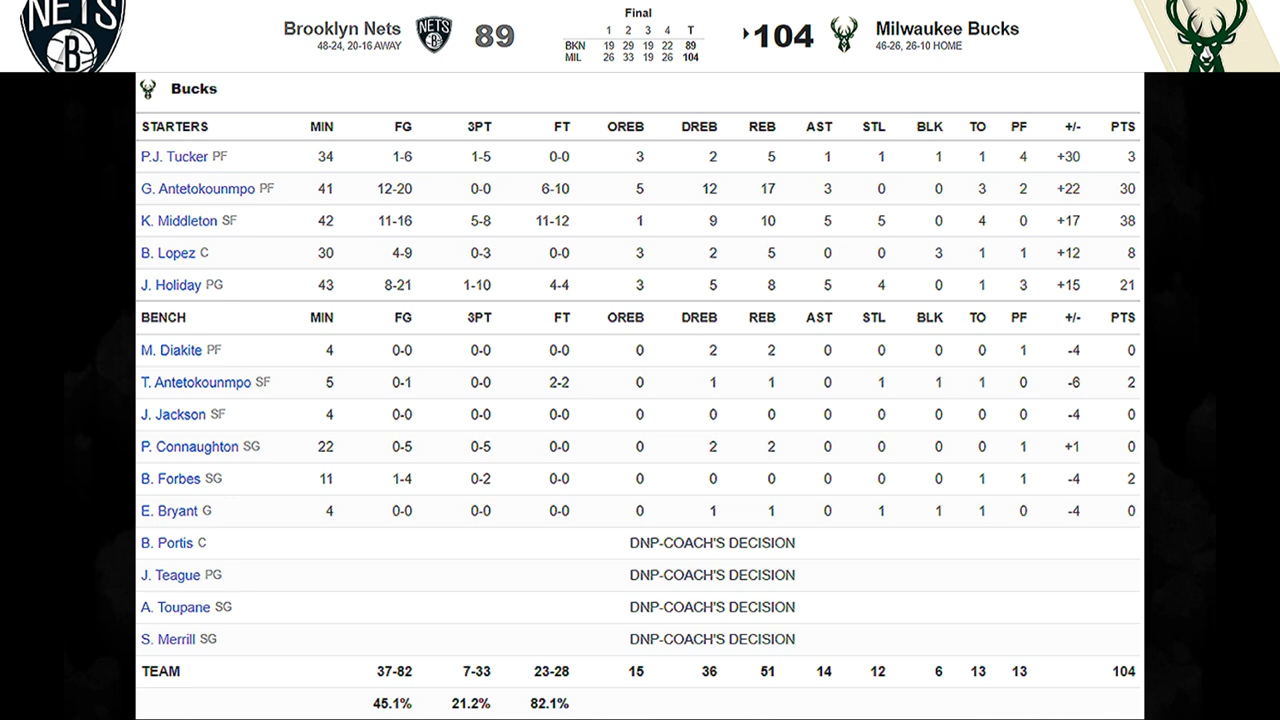 NETS
B
Brooklyn Nets
48-24, 20-16 AWAY
NETS
B
89
Final
1 2 3 4 T
BKN 19 29 19 22 89
MIL 26 33 19 26 104
104
Milwaukee Bucks
46-26, 26-10 HOME
Bucks
STARTERS MIN FG 3PT FT OREB DREB REB AST STL BLK TO PF +/- PTS
P.J. Tucker PF 34 1-6 1-5 0-0 3 2 5 1 1 1 1 4 +30 3
G. Antetokounmpo PF 41 12-20 0-0 6-10 5 12 17 3 0 0 3 2 +22 30
K. Middleton SF 42 11-16 5-8 11-12 1 9 10 5 5 0 4 0 +17 38
B. Lopez C 30 4-9 0-3 0-0 3 2 5 0 0 3 1 1 +12 8
J. Holiday PG 43 8-21 1-10 4-4 3 5 8 5 4 0 1 3 +15 21
BENCH MIN FG 3PT FT OREB DREB REB AST STL BLK TO PF +/- PTS
M. Diakite PF 4 0-0 0-0 0-0 0 2 2 0 0 0 0 1 -4 0
T. Antetokounmpo SF 5 0-1 0-0 2-2 0 1 1 0 1 1 1 0 -6 2
J. Jackson SF 4 0-0 0-0 0-0 0 0 0 0 0 0 0 0 -4 0
P. Connaughton SG 22 0-5 0-5 0-0 0 2 2 0 0 0 0 1 +1 0
B. Forbes SG 11 1-4 0-2 0-0 0 0 0 0 0 0 1 1 -4 2
E. Bryant G 4 0-0 0-0 0-0 0 1 1 0 1 1 1 0 -4 0
B. Portis C DNP-COACH'S DECISION
J. Teague PG DNP-COACH'S DECISION
A. Toupane SG DNP-COACH'S DECISION
S. Merrill SG DNP-COACH'S DECISION
TEAM 37-82 7-33 23-28 15 36 51 14 12 6 13 13 104
45.1% 21.2% 82.1%